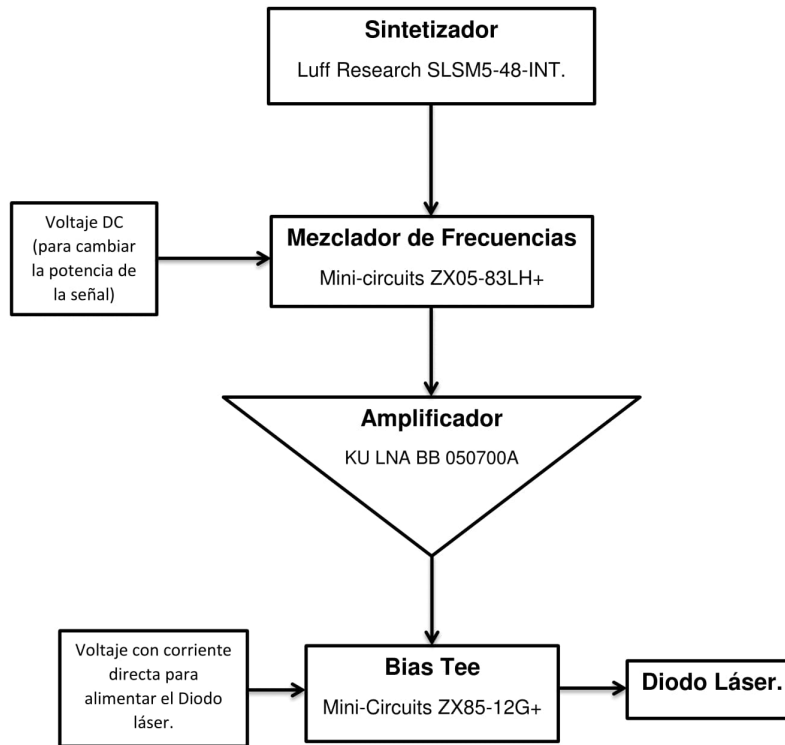 Sintetizador
Luff Research SLSM5-48-INT.
Voltaje DC
(para cambiar
la potencia de
la señal)
Mezclador de Frecuencias
Mini-circuits ZX05-83LH+
Amplificador
KU LNA BB 050700A
Voltaje con corriente
directa para
alimentar el Diodo
láser.
Bias Tee
Mini-Circuits ZX85-12G+
Diodo Láser.